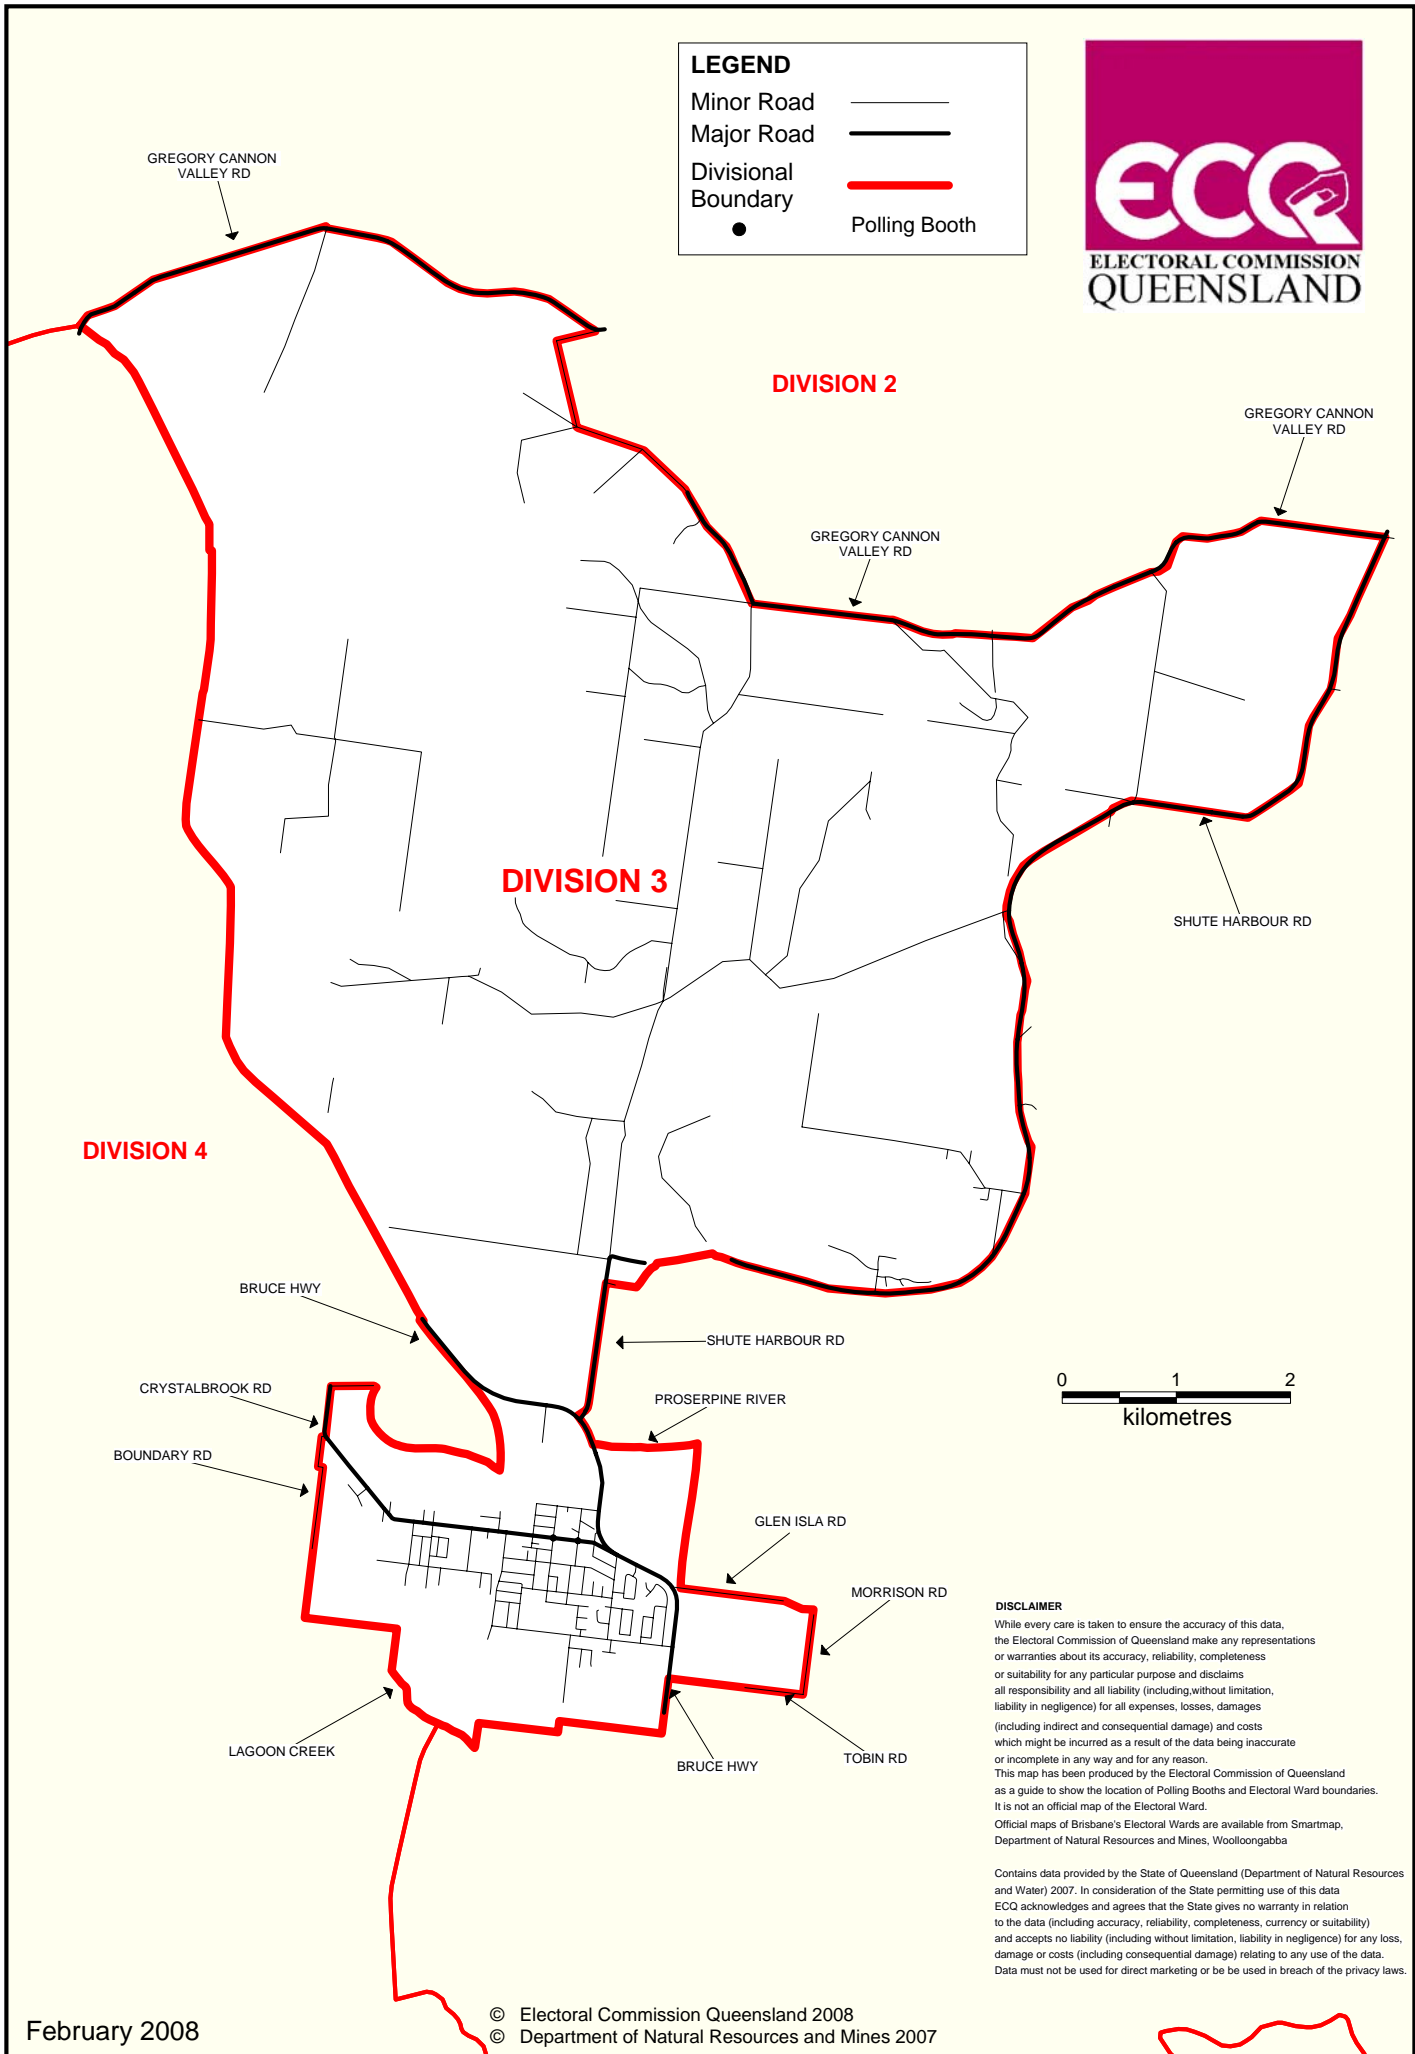 LEGEND
Minor Road
Major Road
Divisional
Boundary
Polling Booth
ECQ
ELECTORAL COMMISSION
QUEENSLAND
GREGORY CANNON
VALLEY RD
DIVISION 2
GREGORY CANNON
VALLEY RD
GREGORY CANNON
VALLEY RD
DIVISION 3
SHUTE HARBOUR RD
DIVISION 4
BRUCE HWY
SHUTE HARBOUR RD
CRYSTALBROOK RD
PROSERPINE RIVER
0 1 2
kilometres
BOUNDARY RD
GLEN ISLA RD
MORRISON RD
LAGOON CREEK
BRUCE HWY
TOBIN RD
DISCLAIMER
While every care is taken to ensure the accuracy of this data,
the Electoral Commission of Queensland make any representations
or warranties about its accuracy, reliability, completeness
or suitability for any particular purpose and disclaims
all responsibility and all liability (including,without limitation,
liability in negligence) for all expenses, losses, damages
(including indirect and consequential damage) and costs
which might be incurred as a result of the data being inaccurate
or incomplete in any way and for any reason.
This map has been produced by the Electoral Commission of Queensland
as a guide to show the location of Polling Booths and Electoral Ward boundaries.
It is not an official map of the Electoral Ward.
Official maps of Brisbane's Electoral Wards are available from Smartmap,
Department of Natural Resources and Mines, Woolloongabba
Contains data provided by the State of Queensland (Department of Natural Resources
and Water) 2007. In consideration of the State permitting use of this data
ECQ acknowledges and agrees that the State gives no warranty in relation
to the data (including accuracy, reliability, completeness, currency or suitability)
and accepts no liability (including without limitation, liability in negligence) for any loss,
damage or costs (including consequential damage) relating to any use of the data.
Data must not be used for direct marketing or be be used in breach of the privacy laws.
February 2008
© Electoral Commission Queensland 2008
© Department of Natural Resources and Mines 2007